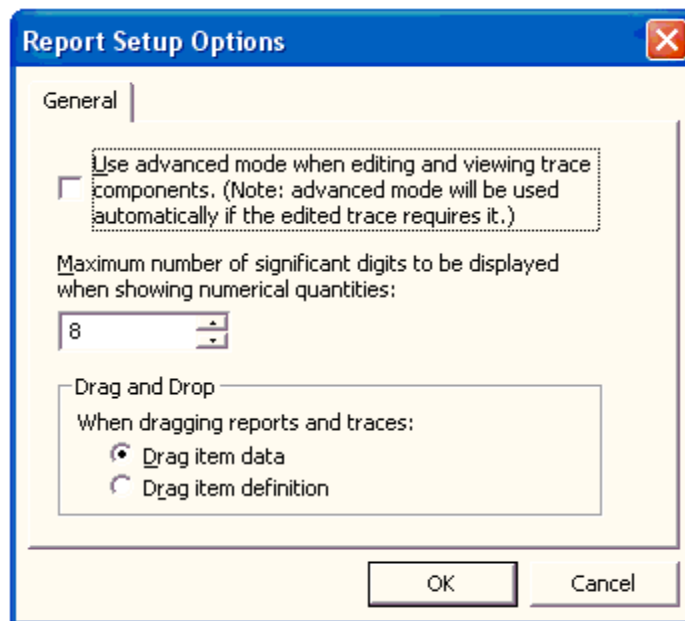 Report Setup Options
General
Use advanced mode when editing and viewing trace
components. (Note: advanced mode will be used
automatically if the edited trace requires it.)
Maximum number of significant digits to be displayed
when showing numerical quantities:
8
Drag and Drop
When dragging reports and traces:
Drag item data
Drag item definition
OK Cancel